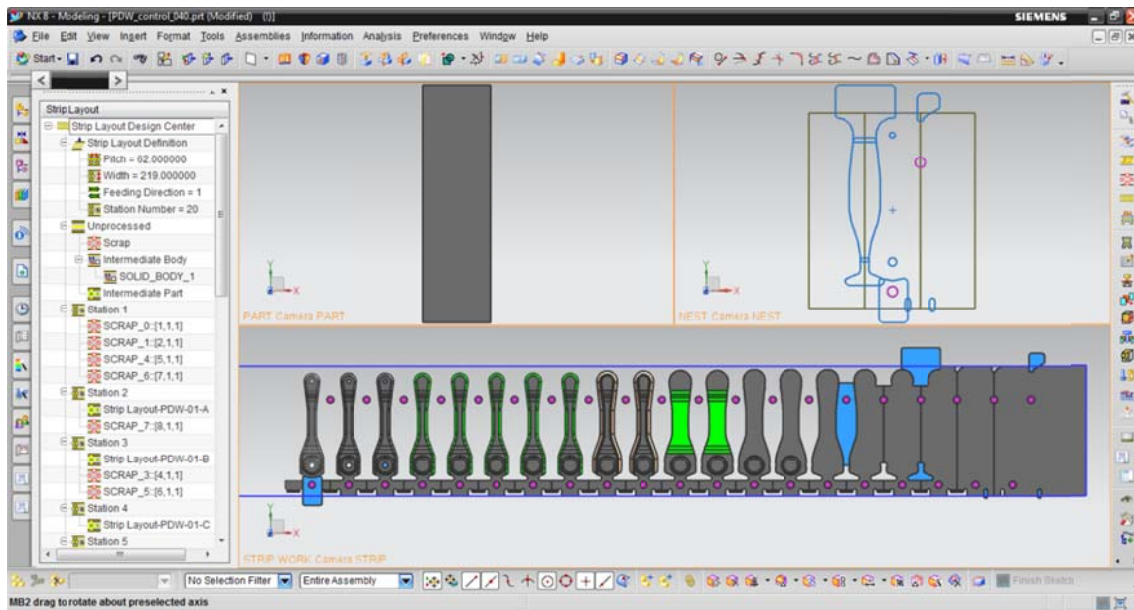 NX 8 - Modeling - [PDW_control_040.prt (Modified) (!)]
SIEMENS
File Edit View Insert Format Tools Assemblies Information Analysis Preferences Window Help
Start
StripLayout
Strip Layout Design Center
Strip Layout Definition
Pitch = 62.000000
Width = 219.000000
Feeding Direction = 1
Station Number = 20
Unprocessed
Scrap
Intermediate Body
SOLID_BODY_1
Intermediate Part
Station 1
SCRAP_0::[1,1,1]
SCRAP_1::[2,1,1]
SCRAP_4::[5,1,1]
SCRAP_6::[7,1,1]
Station 2
Strip Layout-PDW-01-A
SCRAP_7::[8,1,1]
Station 3
Strip Layout-PDW-01-B
SCRAP_3::[4,1,1]
SCRAP_5::[6,1,1]
Station 4
Strip Layout-PDW-01-C
Station 5
Y
X
PART Camera PART
Y
X
NEST Camera NEST
Y
X
STRIP WORK Camera STRIP
No Selection Filter
Entire Assembly
Finish Sketch
MB2 drag to rotate about preselected axis